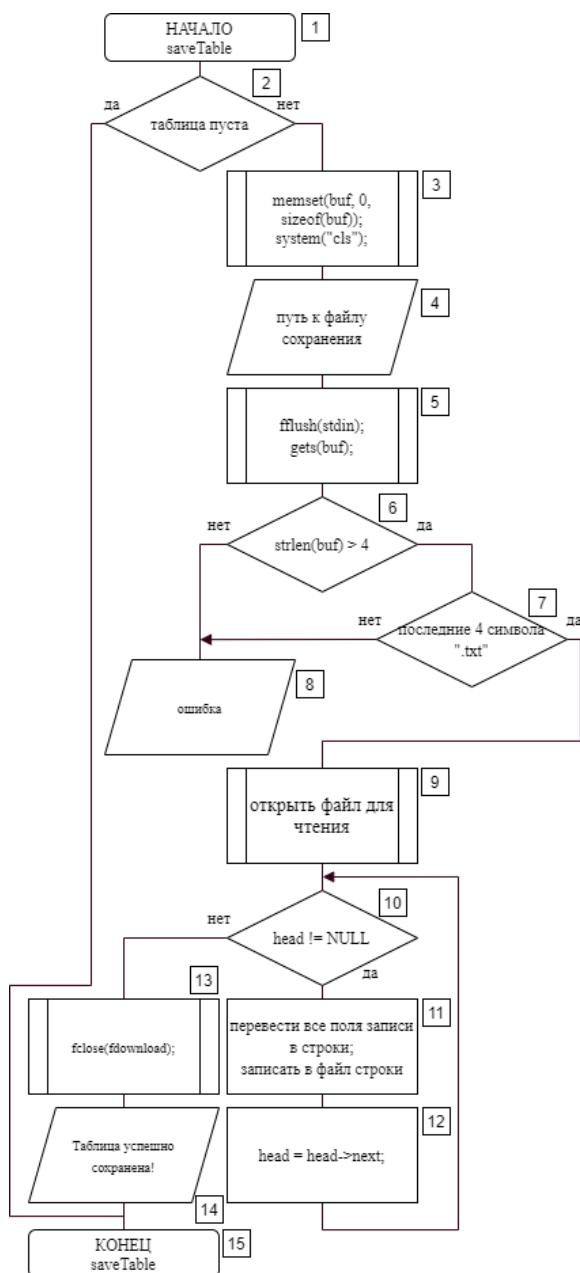 НАЧАЛО
saveTable
1
2
да
нет
таблица пуста
3
memset(buf, 0,
sizeof(buf));
system("cls");
4
путь к файлу
сохранения
5
fflush(stdin);
gets(buf);
6
нет
да
strlen(buf) > 4
7
нет
да
последние 4 символа
".txt"
8
ошибка
9
открыть файл для
чтения
10
нет
head != NULL
да
13
11
fclose(fdownload);
перевести все поля записи
в строки;
записать в файл строки
12
Таблица успешно
сохранена!
head = head->next;
14
КОНЕЦ
saveTable
15